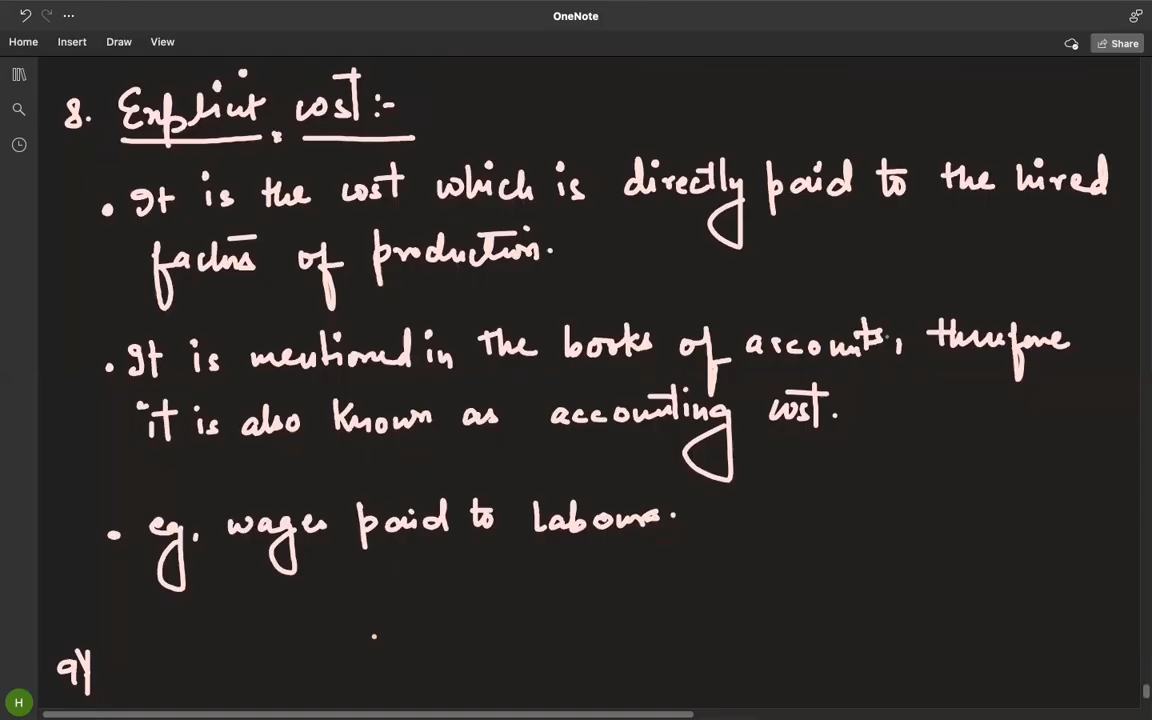 OneNote
Home Insert Draw View Share
8. Explicit cost :-
• It is the cost which is directly paid to the hired
factors of production.
• It is mentioned in the books of accounts, therefore
it is also known as accounting cost.
• eg. wages paid to labour.
9)
H